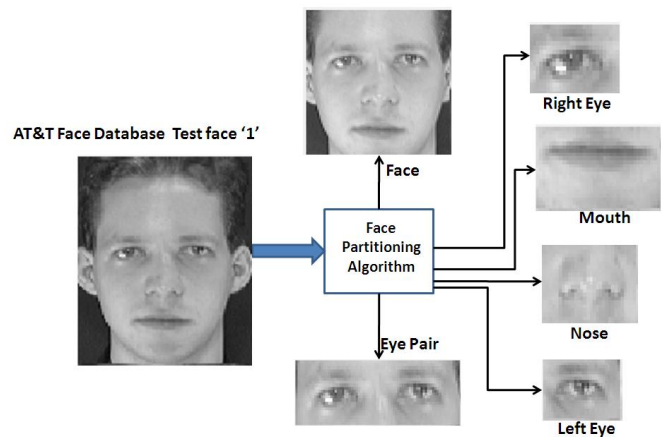 AT&T Face Database  Test face ‘1’
Face
Right Eye
Mouth
Face
Partitioning
Algorithm
Nose
Eye Pair
Left Eye